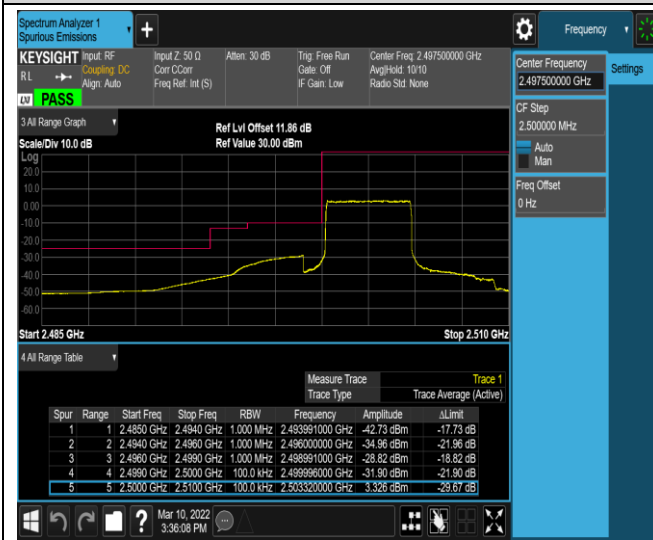 Spectrum Analyzer 1
Spurious Emissions
Frequency
KEYSIGHT
Input: RF
Input Z: 50 Ω
Atten: 30 dB
Trig: Free Run
Center Freq: 2.497500000 GHz
R L
Coupling: DC
Corr CCorr
Gate: Off
Avg|Hold: 10/10
Align: Auto
Freq Ref: Int (S)
IF Gain: Low
Radio Std: None
LXI PASS
Center Frequency
2.497500000 GHz
Settings
CF Step
2.500000 MHz
Auto
Man
Freq Offset
0 Hz
3 All Range Graph
Ref Lvl Offset 11.86 dB
Scale/Div 10.0 dB
Ref Value 30.00 dBm
Log
20.0
10.0
0.00
-10.0
-20.0
-30.0
-40.0
-50.0
-60.0
Start 2.485 GHz
Stop 2.510 GHz
4 All Range Table
Measure Trace Trace 1
Trace Type Trace Average (Active)
Spur Range Start Freq Stop Freq RBW Frequency Amplitude ΔLimit
1 1 2.4850 GHz 2.4940 GHz 1.000 MHz 2.493991000 GHz -42.73 dBm -17.73 dB
2 2 2.4940 GHz 2.4960 GHz 1.000 MHz 2.496000000 GHz -34.96 dBm -21.96 dB
3 3 2.4960 GHz 2.4990 GHz 1.000 MHz 2.498991000 GHz -28.82 dBm -18.82 dB
4 4 2.4990 GHz 2.5000 GHz 100.0 kHz 2.499996000 GHz -31.90 dBm -21.90 dB
5 5 2.5000 GHz 2.5100 GHz 100.0 kHz 2.503320000 GHz 3.326 dBm -29.67 dB
Mar 10, 2022
3:36:08 PM